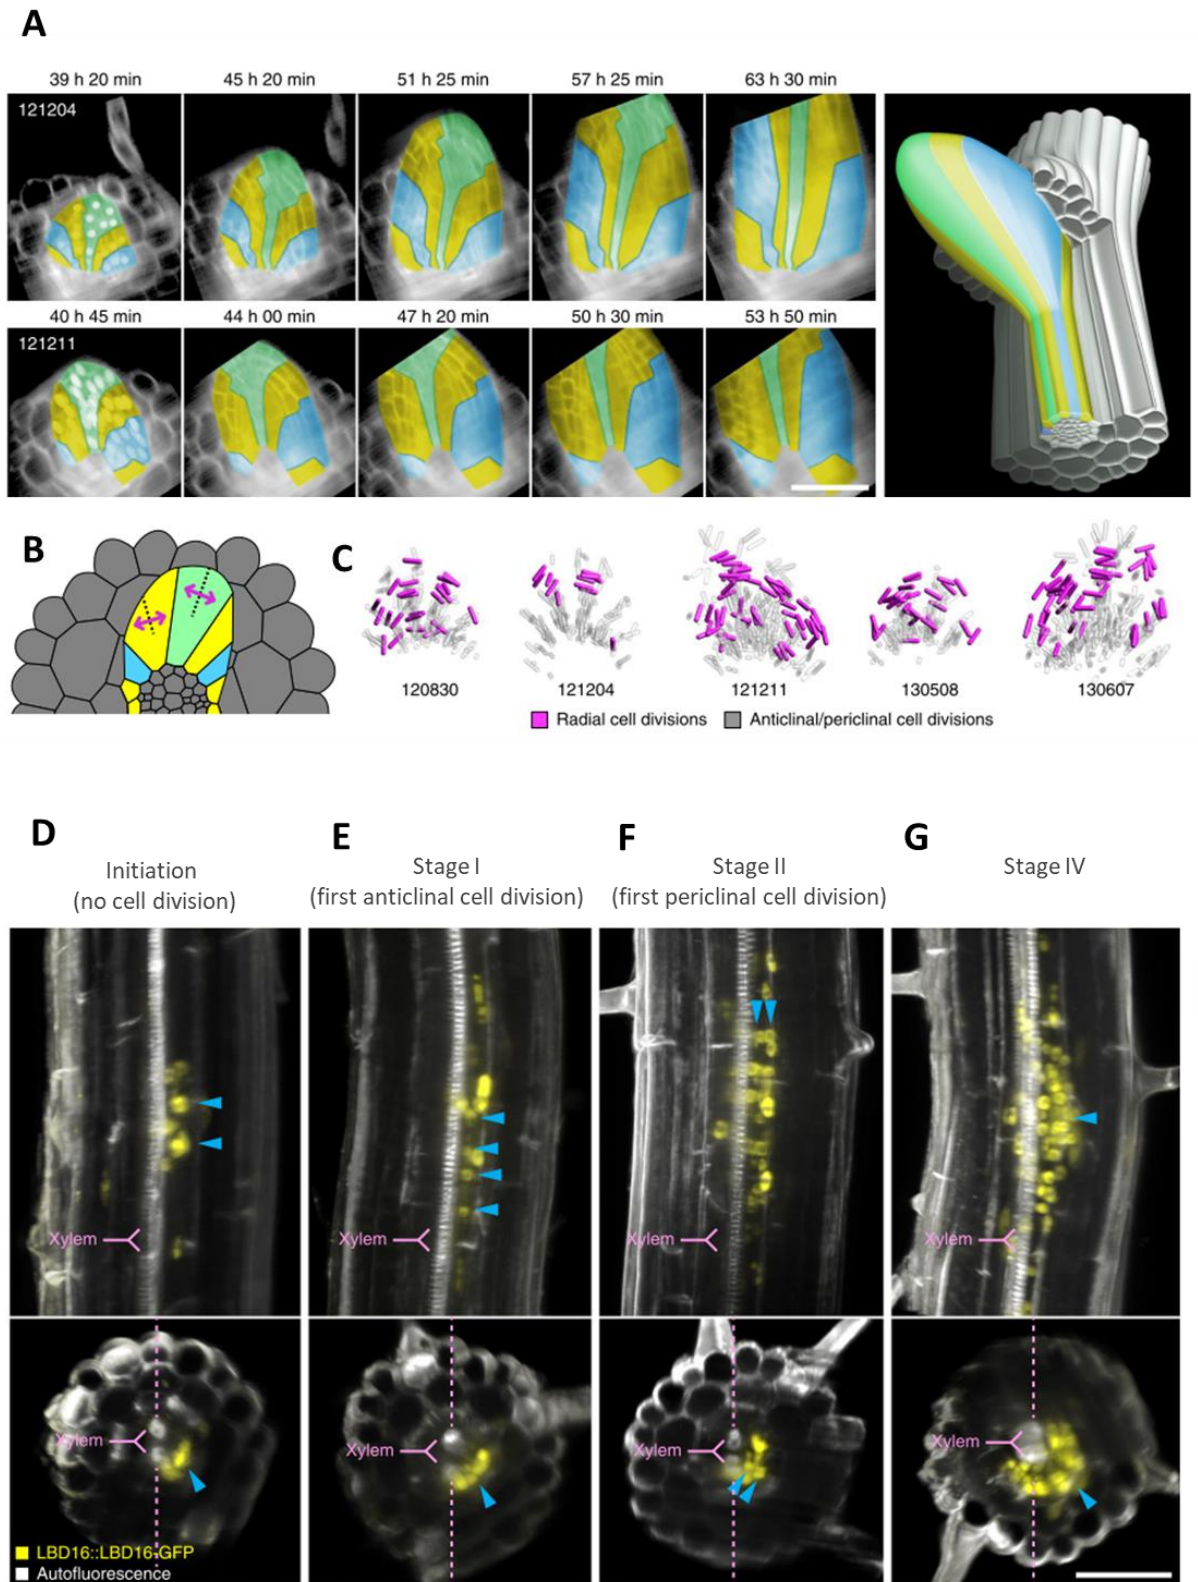 A
39 h 20 min
45 h 20 min
51 h 25 min
57 h 25 min
63 h 30 min
121204
40 h 45 min
44 h 00 min
47 h 20 min
50 h 30 min
53 h 50 min
121211
B
C
120830
121204
121211
130508
130607
Radial cell divisions
Anticlinal/periclinal cell divisions
D
E
F
G
Initiation
(no cell division)
Stage I
(first anticlinal cell division)
Stage II
(first periclinal cell division)
Stage IV
Xylem
Xylem
Xylem
Xylem
Xylem
Xylem
Xylem
Xylem
LBD16::LBD16-GFP
Autofluorescence